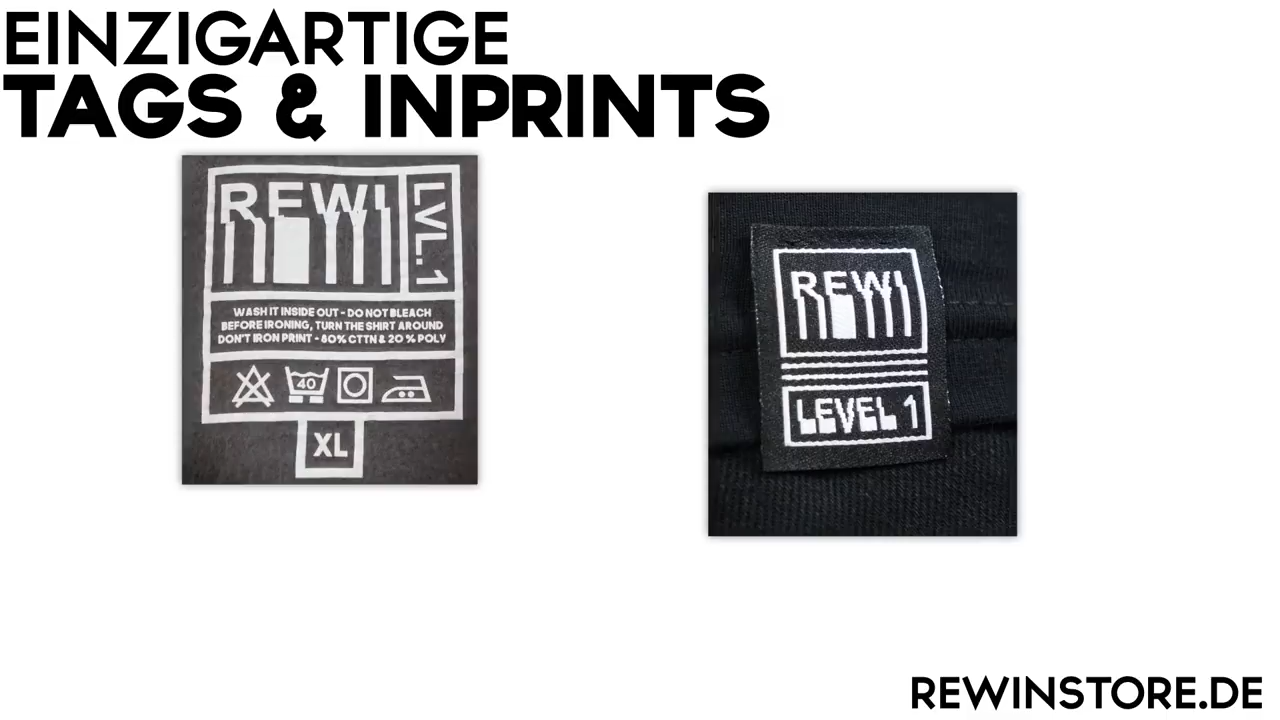 EINZIGARTIGE
TAGS & INPRINTS
REWI
LVL.1
WASH IT INSIDE OUT - DO NOT BLEACH
BEFORE IRONING, TURN THE SHIRT AROUND
DON'T IRON PRINT - 80% CTTN & 20 % POLY
40
XL
REWI
LEVEL 1
REWINSTORE.DE